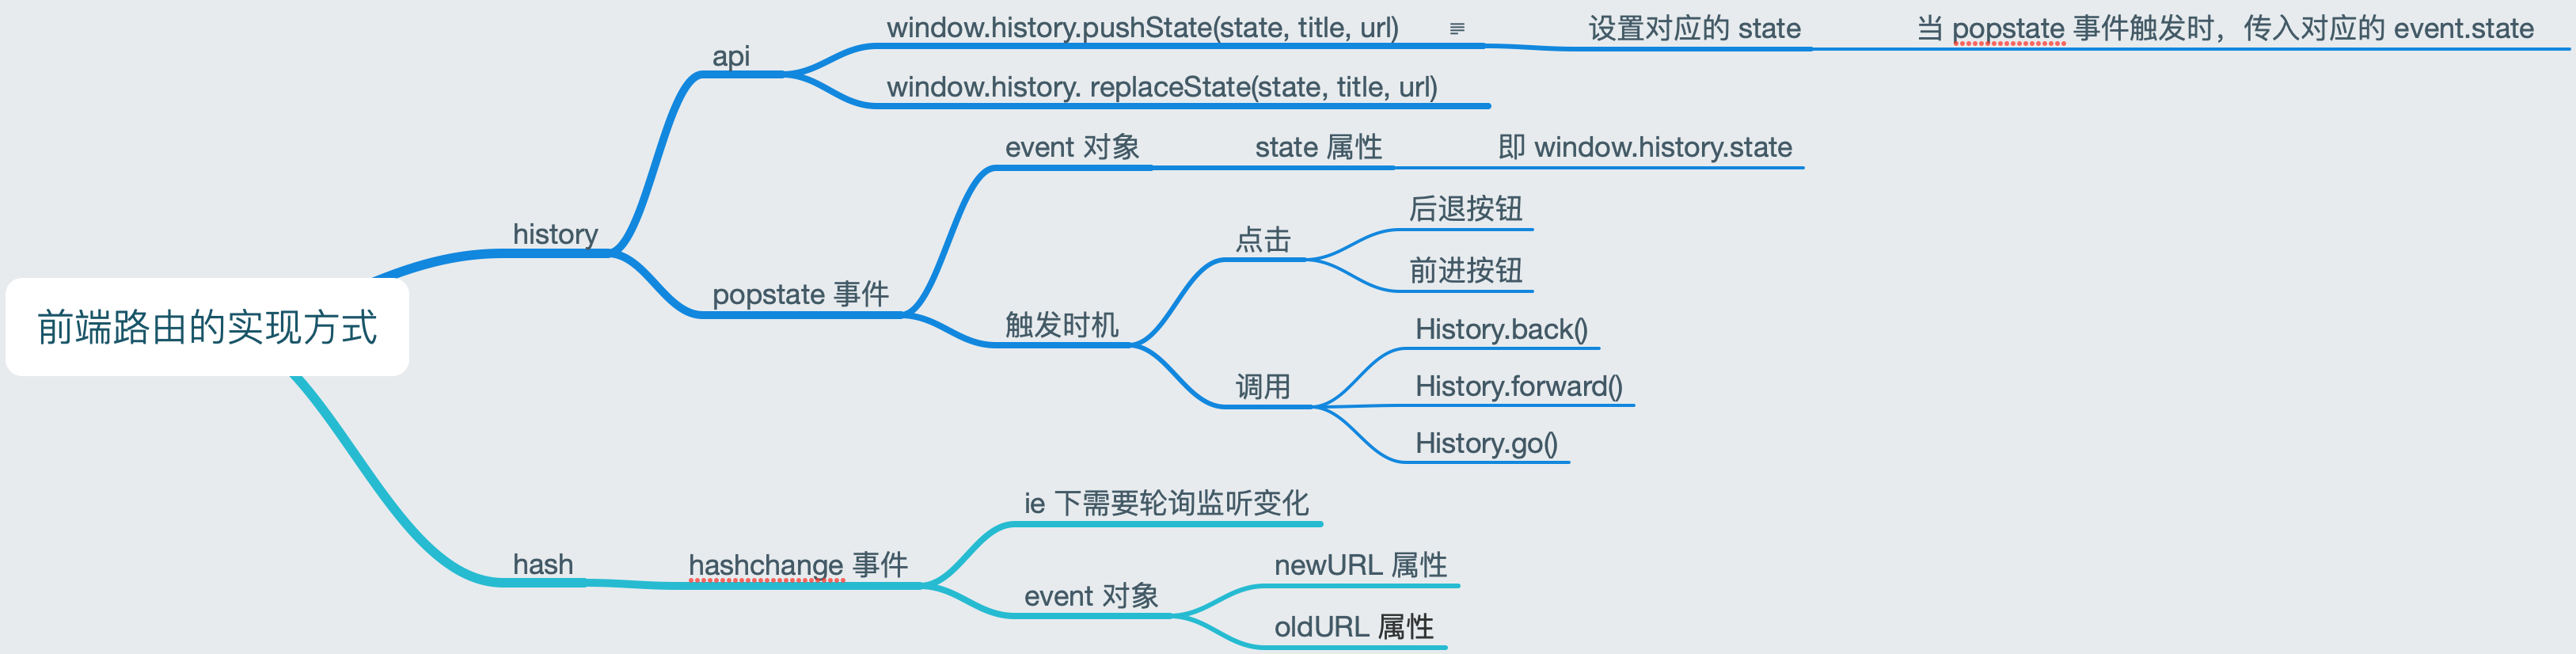 前端路由的实现方式
history
api
window.history.pushState(state, title, url)
设置对应的 state
当 popstate 事件触发时，传入对应的 event.state
window.history. replaceState(state, title, url)
popstate 事件
event 对象
state 属性
即 window.history.state
触发时机
点击
后退按钮
前进按钮
调用
History.back()
History.forward()
History.go()
hash
hashchange 事件
ie 下需要轮询监听变化
event 对象
newURL 属性
oldURL 属性